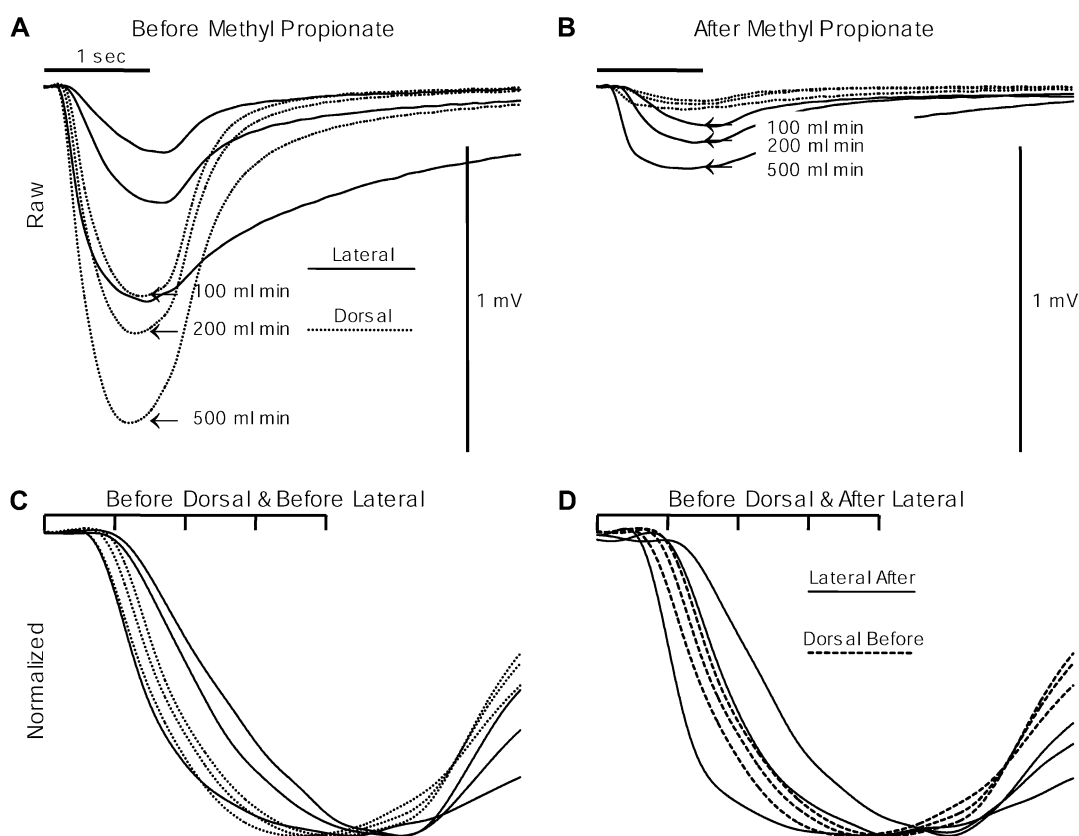 A
Before Methyl Propionate
1 sec
Raw
Lateral
100 ml min
200 ml min
Dorsal
500 ml min
1 mV
B
After Methyl Propionate
100 ml min
200 ml min
500 ml min
1 mV
C
Before Dorsal & Before Lateral
Normalized
D
Before Dorsal & After Lateral
Lateral After
Dorsal Before